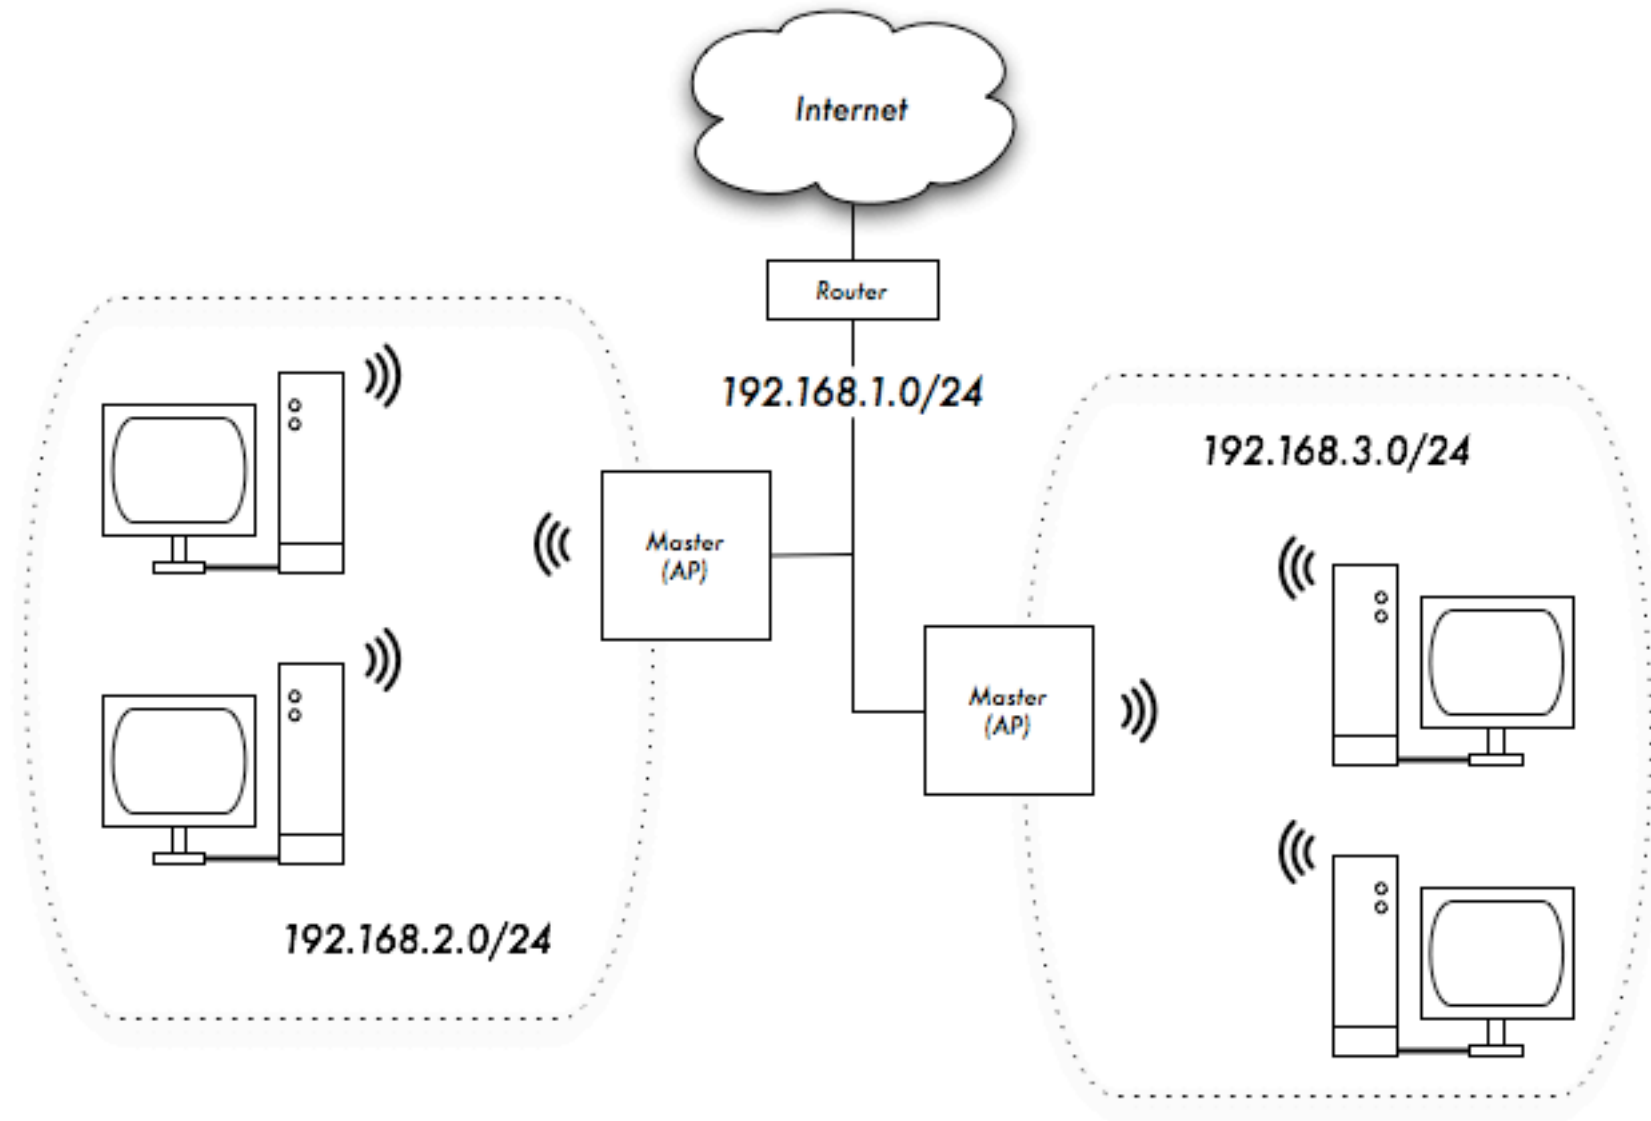 Internet
Router
192.168.1.0/24
192.168.3.0/24
Master
(AP)
Master
(AP)
192.168.2.0/24